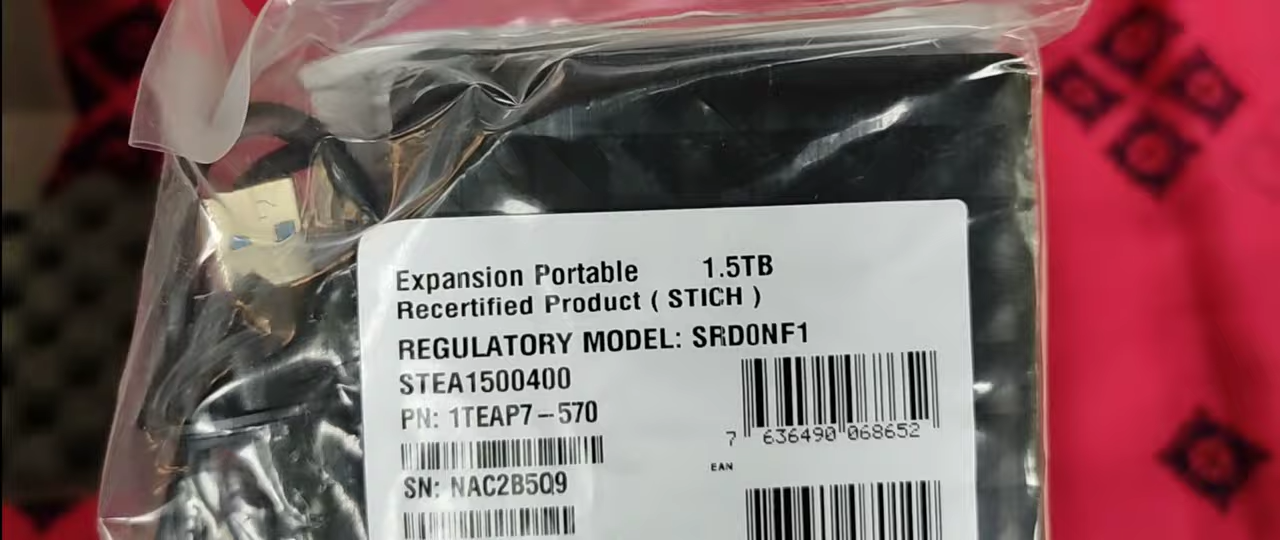 Expansion Portable 1.5TB
Recertified Product ( STICH )
REGULATORY MODEL: SRD0NF1
STEA1500400
PN: 1TEAP7-570
7 636490 068652
EAN
SN: NAC2B5Q9